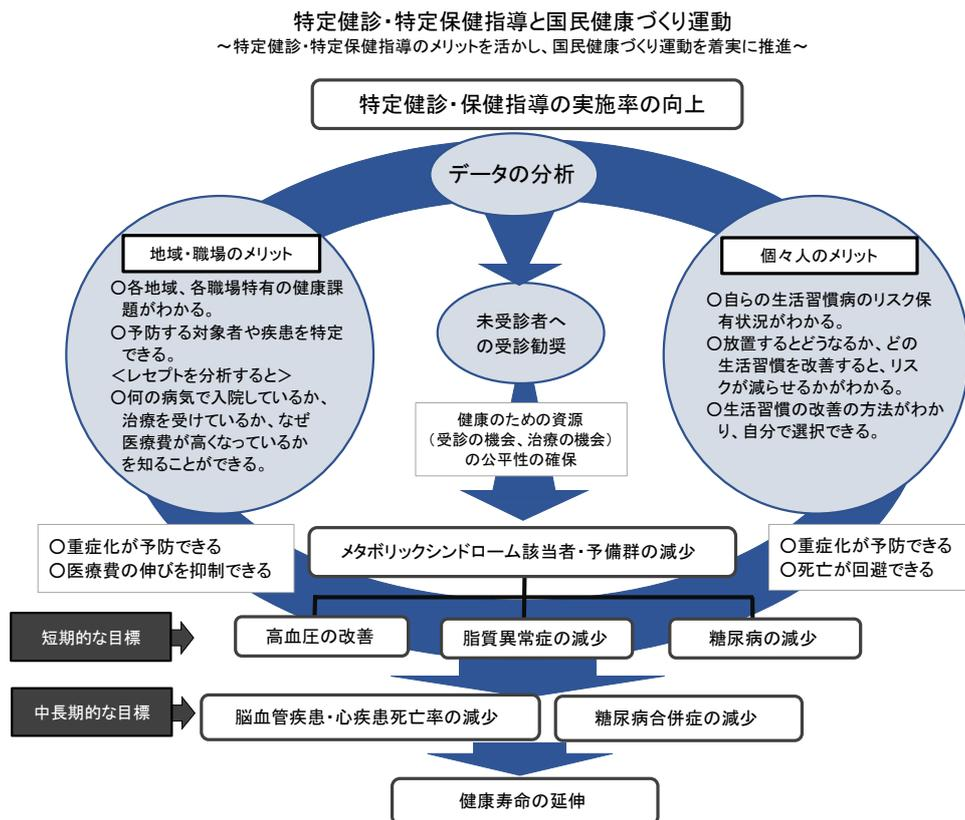 特定健診・特定保健指導と国民健康づくり運動
～特定健診・特定保健指導のメリットを活かし、国民健康づくり運動を着実に推進～
特定健診・保健指導の実施率の向上
データの分析
地域・職場のメリット
○各地域、各職場特有の健康課
題がわかる。
○予防する対象者や疾患を特定
できる。
＜レセプトを分析すると＞
○何の病気で入院しているか、
治療を受けているか、なぜ
医療費が高くなっているか
を知ることができる。
未受診者へ
の受診勧奨
個々人のメリット
○自らの生活習慣病のリスク保
有状況がわかる。
○放置するとどうなるか、どの
生活習慣を改善すると、リス
クが減らせるかがわかる。
○生活習慣の改善の方法がわか
り、自分で選択できる。
健康のための資源
（受診の機会、治療の機会）
の公平性の確保
○重症化が予防できる
○医療費の伸びを抑制できる
メタボリックシンドローム該当者・予備群の減少
○重症化が予防できる
○死亡が回避できる
短期的な目標
高血圧の改善
脂質異常症の減少
糖尿病の減少
中長期的な目標
脳血管疾患・心疾患死亡率の減少
糖尿病合併症の減少
健康寿命の延伸